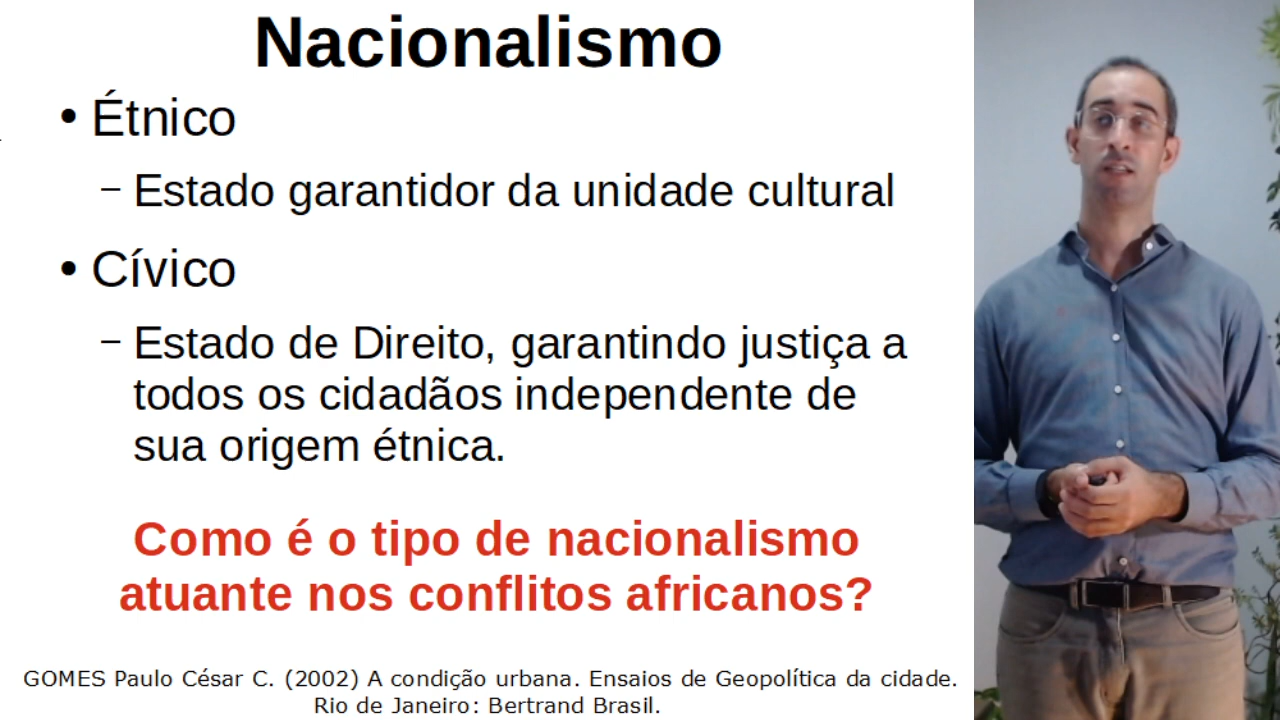 Nacionalismo
• Étnico
– Estado garantidor da unidade cultural
• Cívico
– Estado de Direito, garantindo justiça a
todos os cidadãos independente de
sua origem étnica.
Como é o tipo de nacionalismo
atuante nos conflitos africanos?
GOMES Paulo César C. (2002) A condição urbana. Ensaios de Geopolítica da cidade.
Rio de Janeiro: Bertrand Brasil.